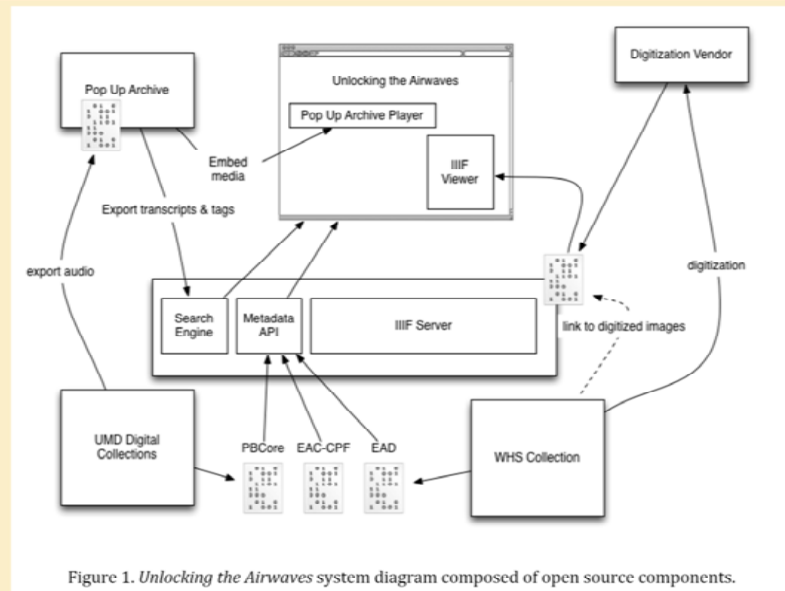 Pop Up Archive
Unlocking the Airwaves
Pop Up Archive Player
IIIF
Viewer
Digitization Vendor
Embed
media
Export transcripts & tags
export audio
digitization
link to digitized images
Search
Engine
Metadata
API
IIIF Server
UMD Digital
Collections
PBCore EAC-CPF EAD
WHS Collection
Figure 1. Unlocking the Airwaves system diagram composed of open source components.